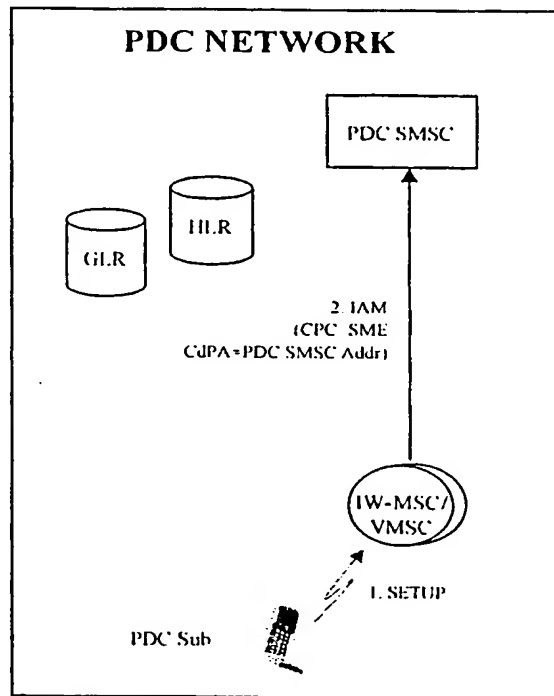 PDC NETWORK
PDC SMSC
HLR
GLR
2. IAM
(CPC SME
CdPA=PDC SMSC Addr)
IW-MSC/
VMSC
1. SETUP
PDC Sub